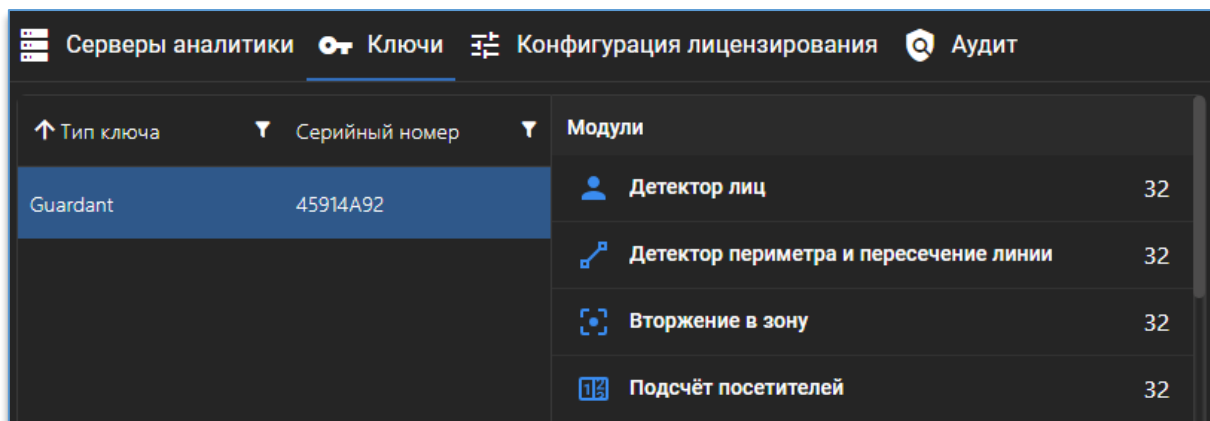 Серверы аналитики Ключи Конфигурация лицензирования Аудит
Тип ключа Серийный номер Модули
Guardant 45914A92
Детектор лиц 32
Детектор периметра и пересечение линии 32
Вторжение в зону 32
Подсчёт посетителей 32